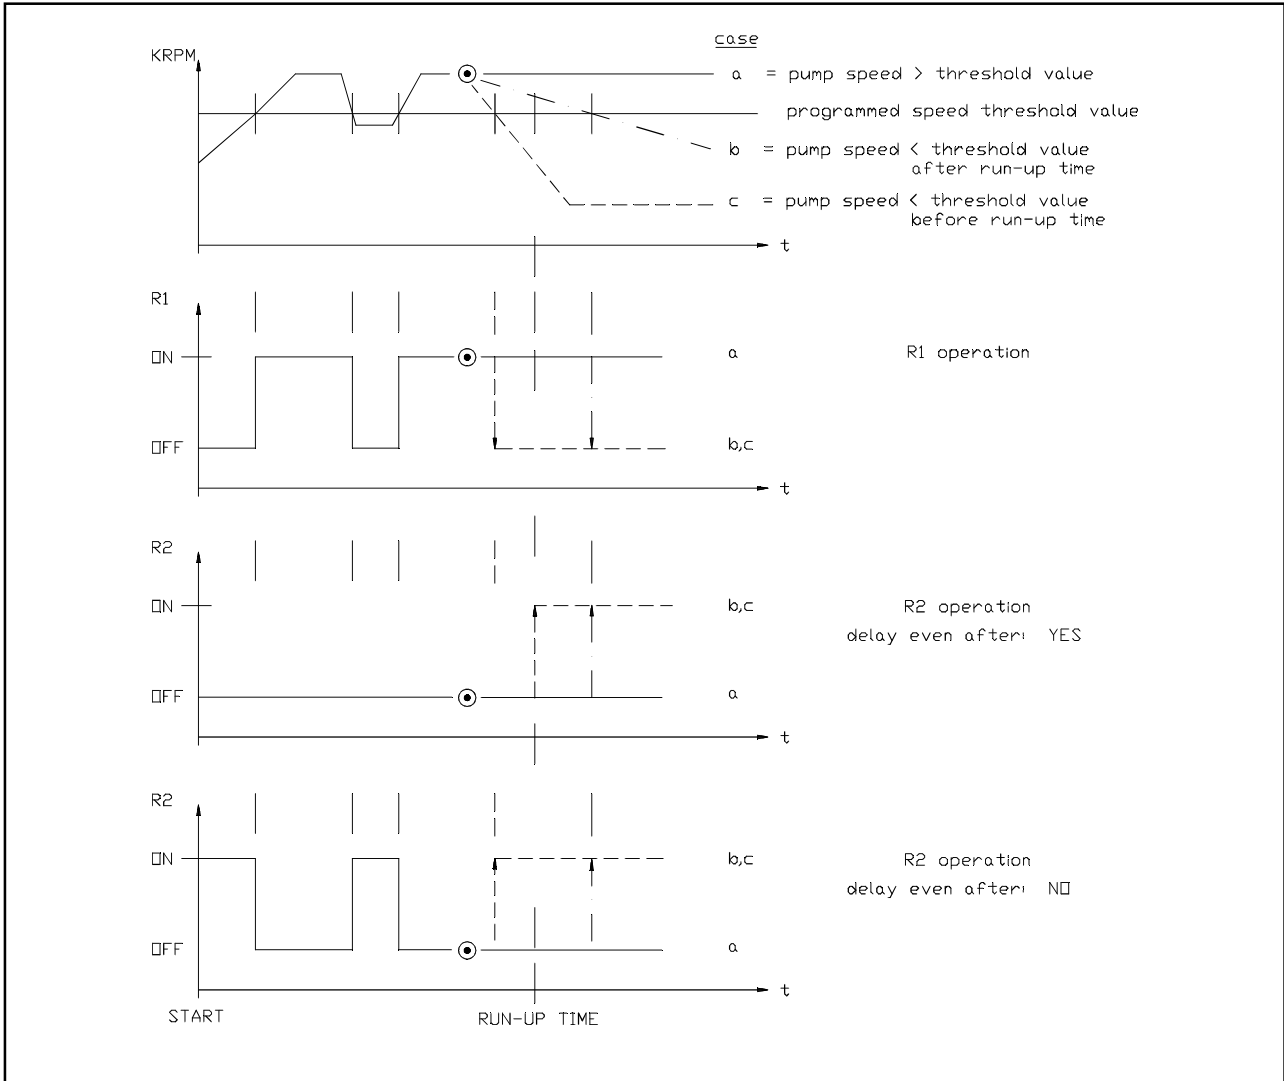 case
KRPM
a = pump speed > threshold value
programmed speed threshold value
b = pump speed < threshold value
after run-up time
c = pump speed < threshold value
before run-up time
t
R1
ON
a
R1 operation
OFF
b,c
t
R2
ON
b,c
R2 operation
delay even after: YES
OFF
a
t
R2
ON
b,c
R2 operation
delay even after: NO
OFF
a
t
START
RUN-UP TIME